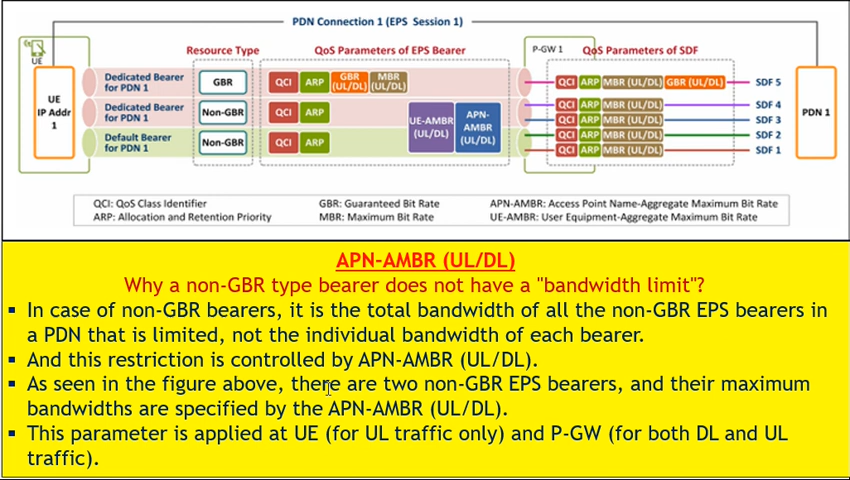 PDN Connection 1 (EPS Session 1)
UE
Resource Type
QoS Parameters of EPS Bearer
P-GW 1
QoS Parameters of SDF
UE
IP Addr
1
Dedicated Bearer
for PDN 1
GBR
QCI ARP GBR (UL/DL) MBR (UL/DL)
QCI ARP MBR (UL/DL) GBR (UL/DL) SDF 5
Dedicated Bearer
for PDN 1
Non-GBR
QCI ARP
QCI ARP MBR (UL/DL) SDF 4
QCI ARP MBR (UL/DL) SDF 3
Default Bearer
for PDN 1
Non-GBR
QCI ARP
UE-AMBR
(UL/DL)
APN-
AMBR
(UL/DL)
QCI ARP MBR (UL/DL) SDF 2
QCI ARP MBR (UL/DL) SDF 1
PDN 1
QCI: QoS Class Identifier GBR: Guaranteed Bit Rate APN-AMBR: Access Point Name-Aggregate Maximum Bit Rate
ARP: Allocation and Retention Priority MBR: Maximum Bit Rate UE-AMBR: User Equipment-Aggregate Maximum Bit Rate
APN-AMBR (UL/DL)
Why a non-GBR type bearer does not have a "bandwidth limit"?
▪ In case of non-GBR bearers, it is the total bandwidth of all the non-GBR EPS bearers in
a PDN that is limited, not the individual bandwidth of each bearer.
▪ And this restriction is controlled by APN-AMBR (UL/DL).
▪ As seen in the figure above, there are two non-GBR EPS bearers, and their maximum
bandwidths are specified by the APN-AMBR (UL/DL).
▪ This parameter is applied at UE (for UL traffic only) and P-GW (for both DL and UL
traffic).